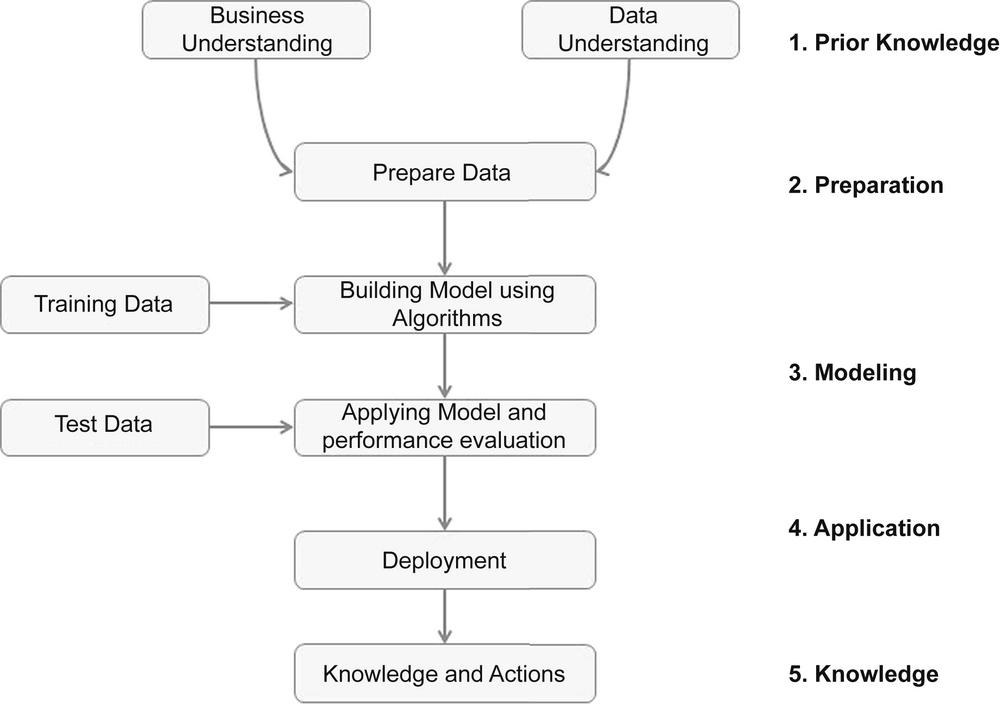 Business
Understanding
Data
Understanding
1. Prior Knowledge
Prepare Data
2. Preparation
Training Data
Building Model using
Algorithms
3. Modeling
Test Data
Applying Model and
performance evaluation
4. Application
Deployment
Knowledge and Actions
5. Knowledge